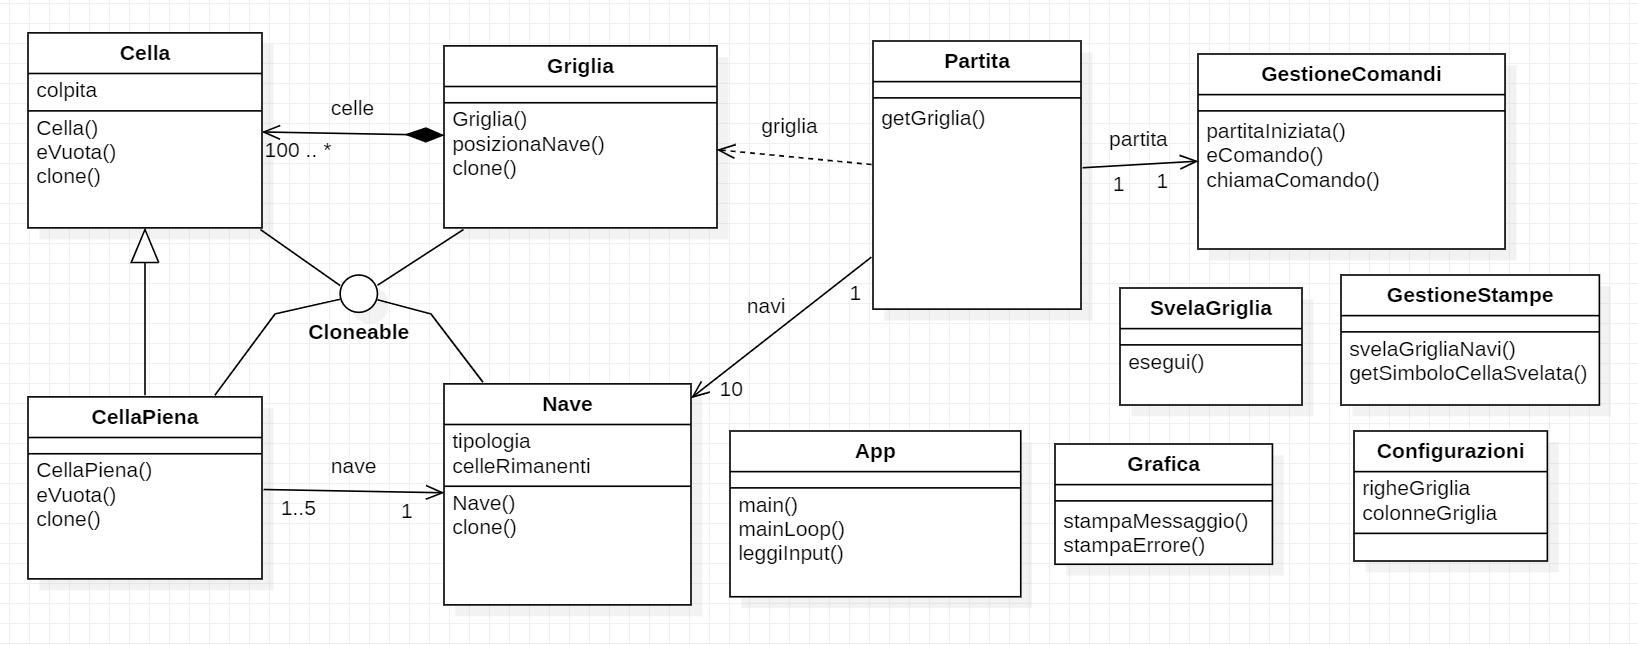 Cella
colpita
Cella()
eVuota()
clone()
celle
100 .. *
Griglia
Griglia()
posizionaNave()
clone()
griglia
Partita
getGriglia()
partita
1
1
GestioneComandi
partitaIniziata()
eComando()
chiamaComando()
Cloneable
navi
1
10
SvelaGriglia
esegui()
GestioneStampe
svelaGrigliaNavi()
getSimboloCellaSvelata()
CellaPiena
CellaPiena()
eVuota()
clone()
nave
1..5
1
Nave
tipologia
celleRimanenti
Nave()
clone()
App
main()
mainLoop()
leggiInput()
Grafica
stampaMessaggio()
stampaErrore()
Configurazioni
righeGriglia
colonneGriglia